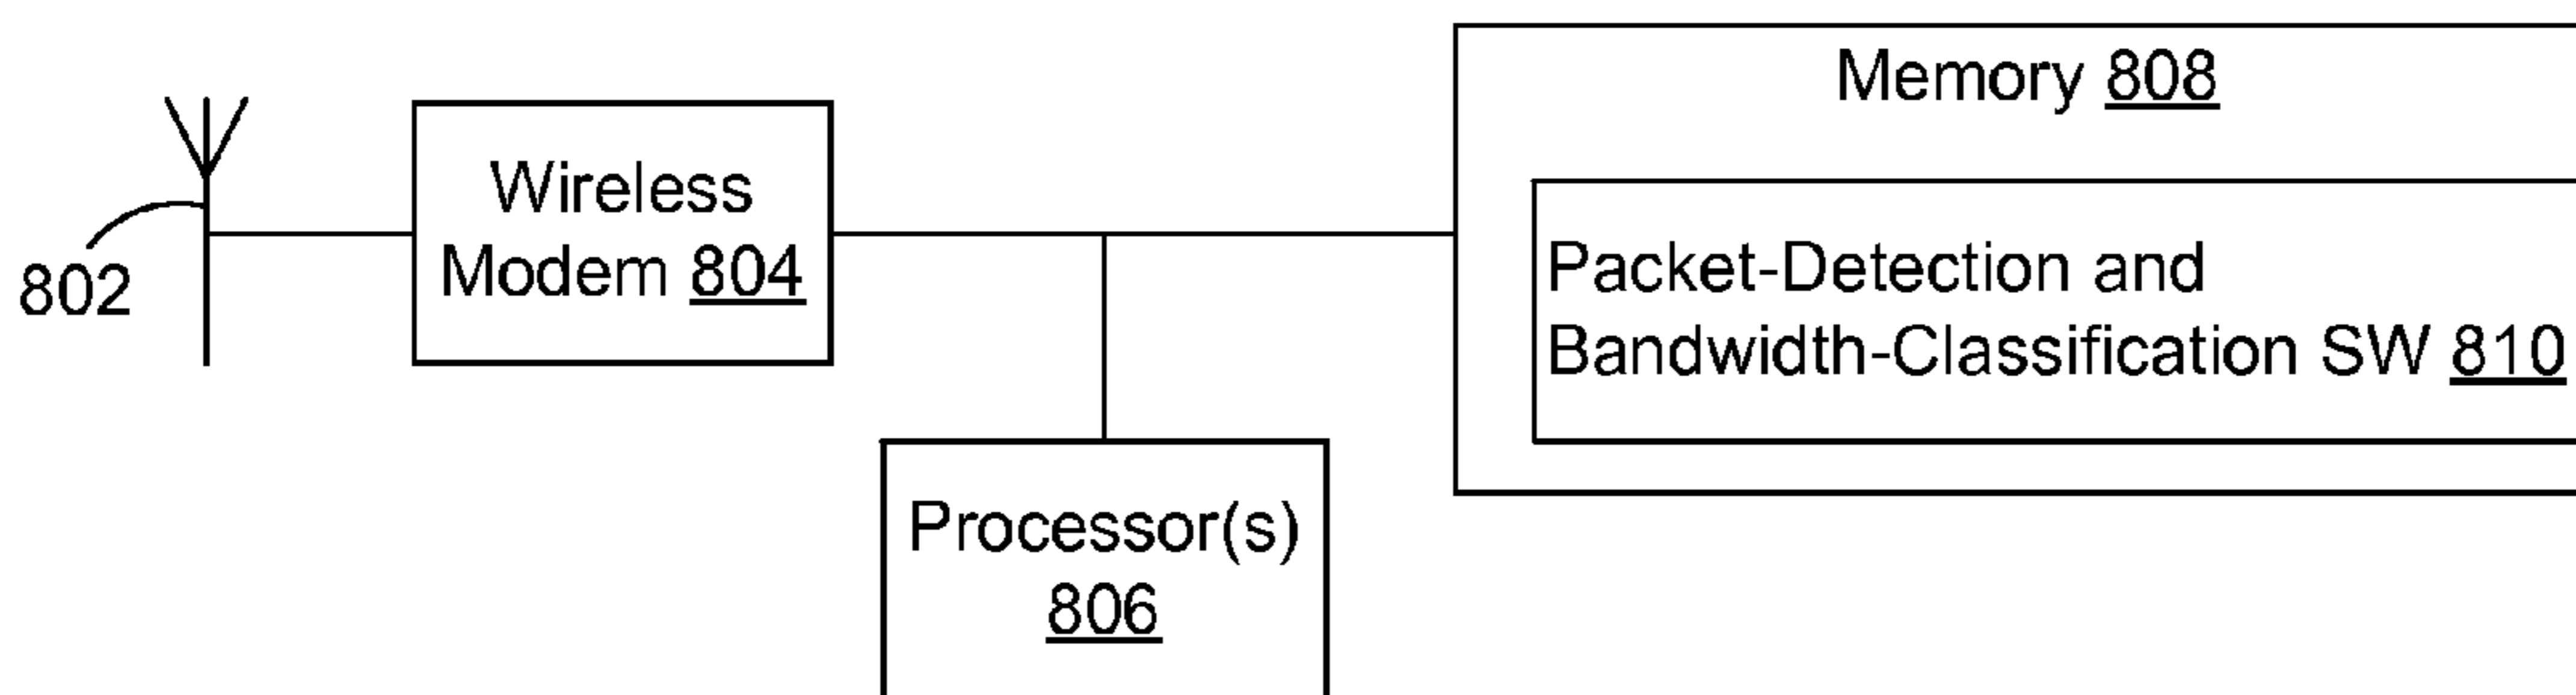 Memory 808
Wireless
Modem 804
802
Packet-Detection and
Bandwidth-Classification SW 810
Processor(s)
806